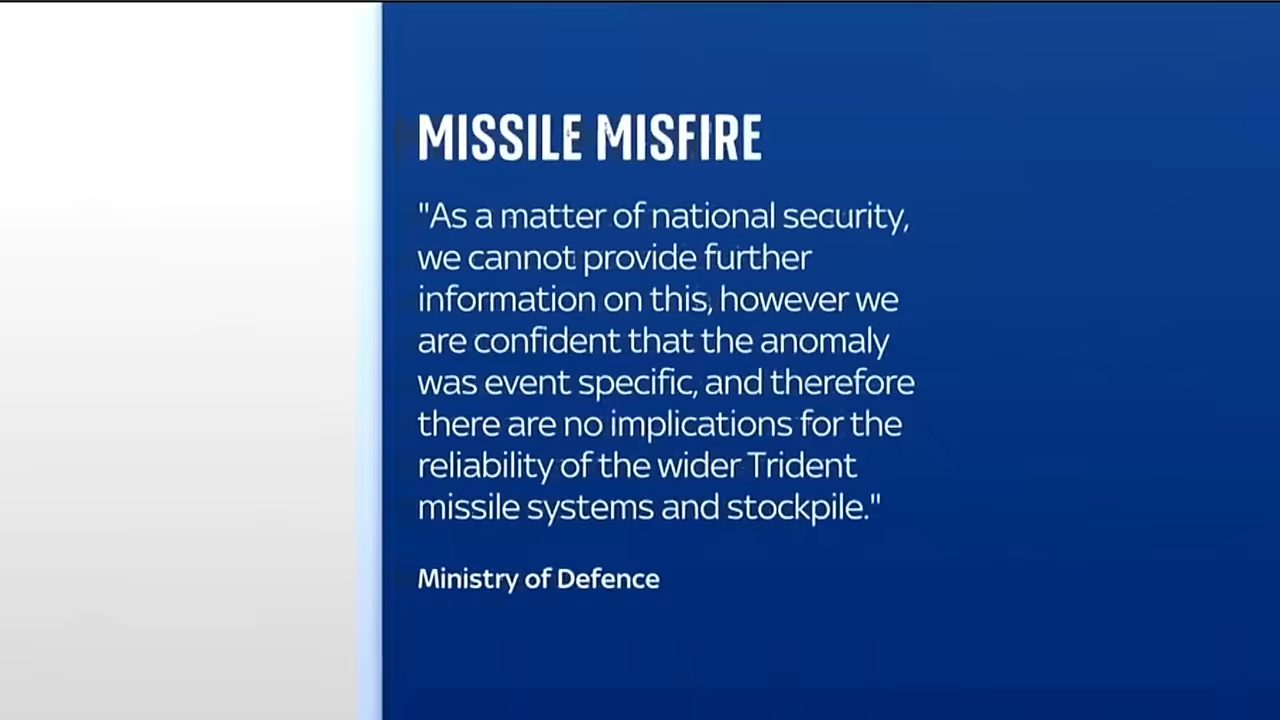 MISSILE MISFIRE
"As a matter of national security,
we cannot provide further
information on this, however we
are confident that the anomaly
was event specific, and therefore
there are no implications for the
reliability of the wider Trident
missile systems and stockpile."
Ministry of Defence